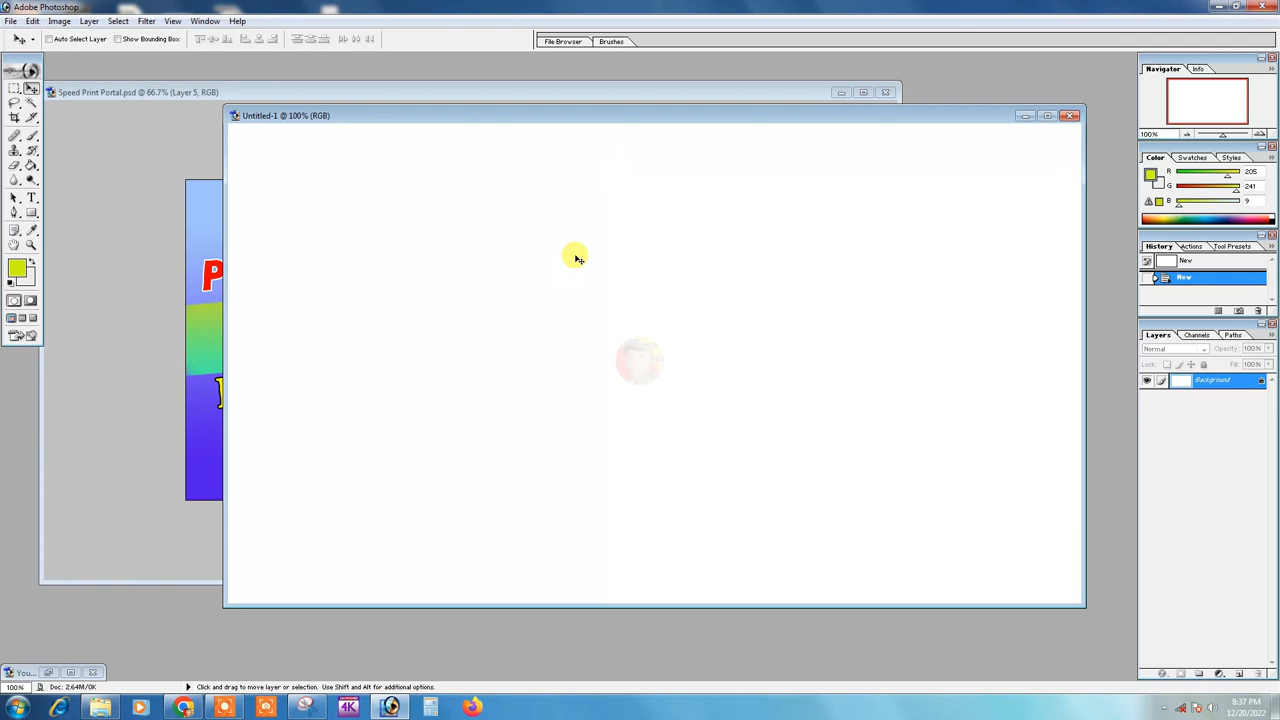 Adobe Photoshop
File Edit Image Layer Select Filter View Window Help
Auto Select Layer Show Bounding Box
File Browser Brushes
Speed Print Portal.psd @ 66.7% (Layer 5, RGB)
Untitled-1 @ 100% (RGB)
Navigator Info
100%
Color Swatches Styles
R 205
G 241
B 9
History Actions Tool Presets
New
New
Layers Channels Paths
Normal Opacity: 100%
Lock: Fill: 100%
Background
P
You...
100% Doc: 2.64M/0K Click and drag to move layer or selection. Use Shift and Alt for additional options.
4K
8:37 PM
12/20/2022